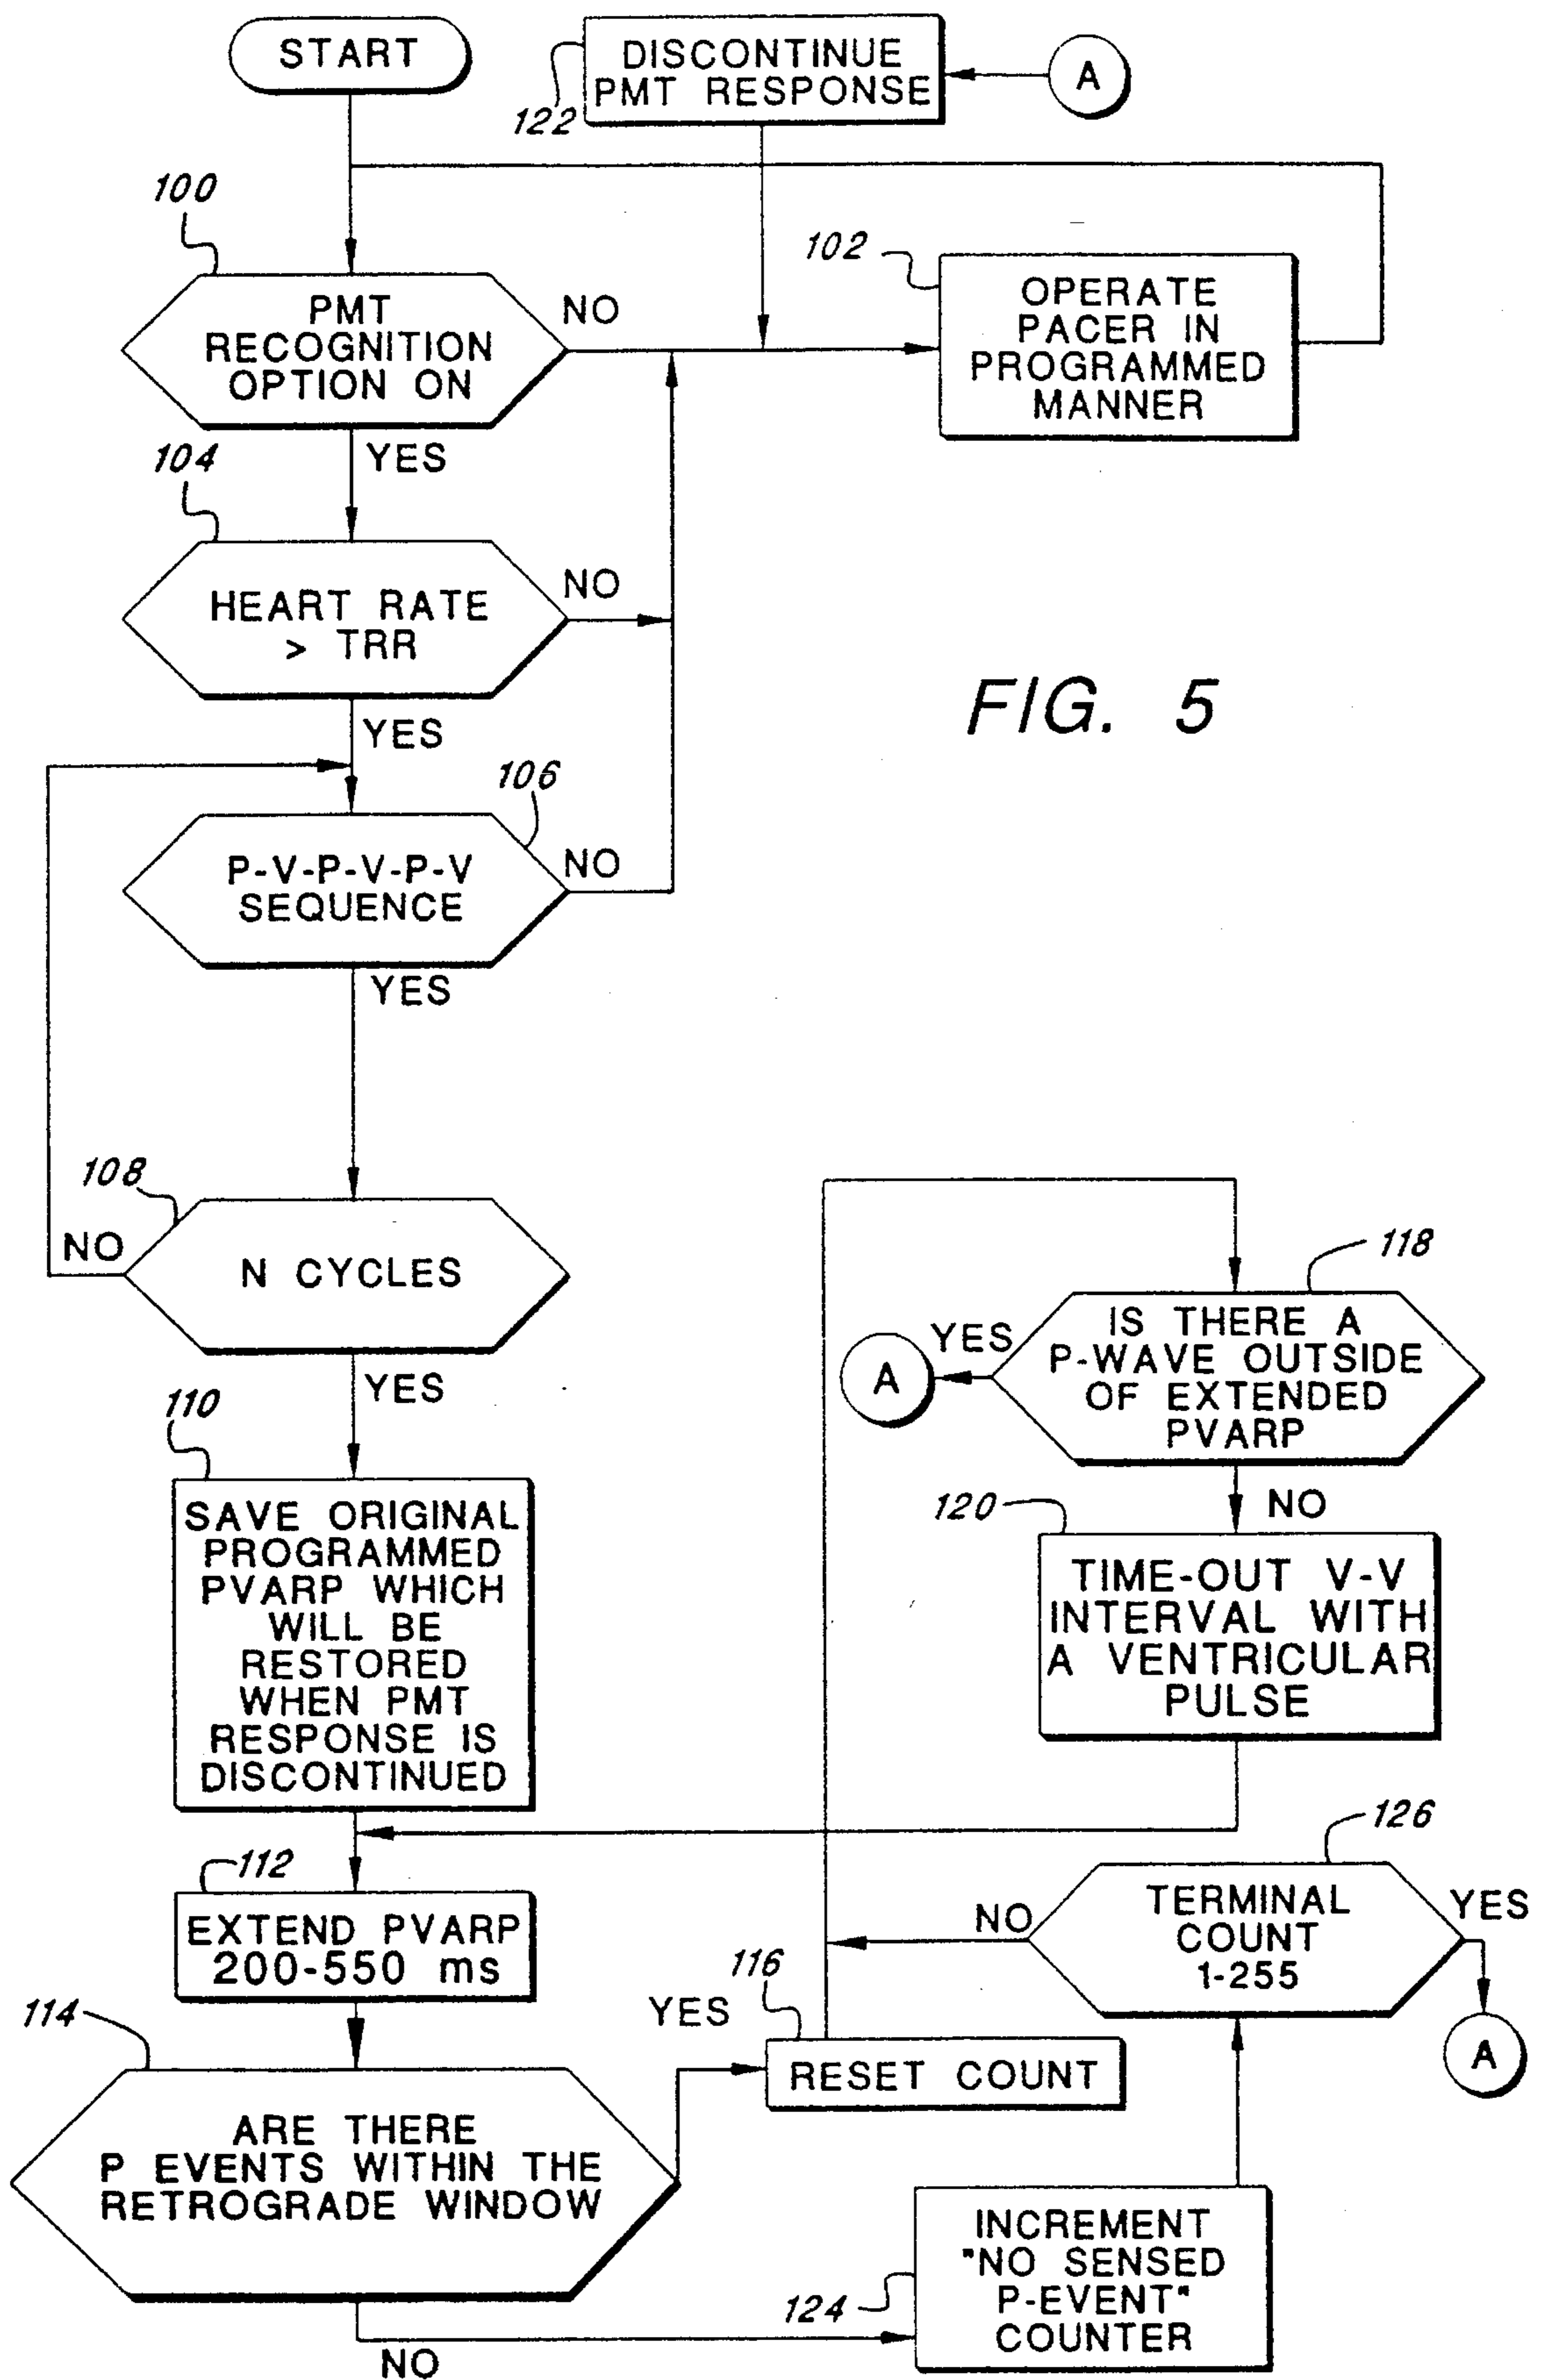 START
DISCONTINUE
PMT RESPONSE
A
122
100
PMT
RECOGNITION
OPTION ON
NO
102
OPERATE
PACER IN
PROGRAMMED
MANNER
YES
104
HEART RATE
> TRR
NO
YES
FIG. 5
106
P-V-P-V-P-V
SEQUENCE
NO
YES
108
NO
N CYCLES
YES
110
SAVE ORIGINAL
PROGRAMMED
PVARP WHICH
WILL BE
RESTORED
WHEN PMT
RESPONSE IS
DISCONTINUED
118
IS THERE A
P-WAVE OUTSIDE
OF EXTENDED
PVARP
YES
A
NO
120
TIME-OUT V-V
INTERVAL WITH
A VENTRICULAR
PULSE
112
EXTEND PVARP
200-550 ms
126
TERMINAL
COUNT
1-255
NO
YES
A
114
ARE THERE
P EVENTS WITHIN THE
RETROGRADE WINDOW
YES
116
RESET COUNT
NO
124
INCREMENT
"NO SENSED
P-EVENT"
COUNTER